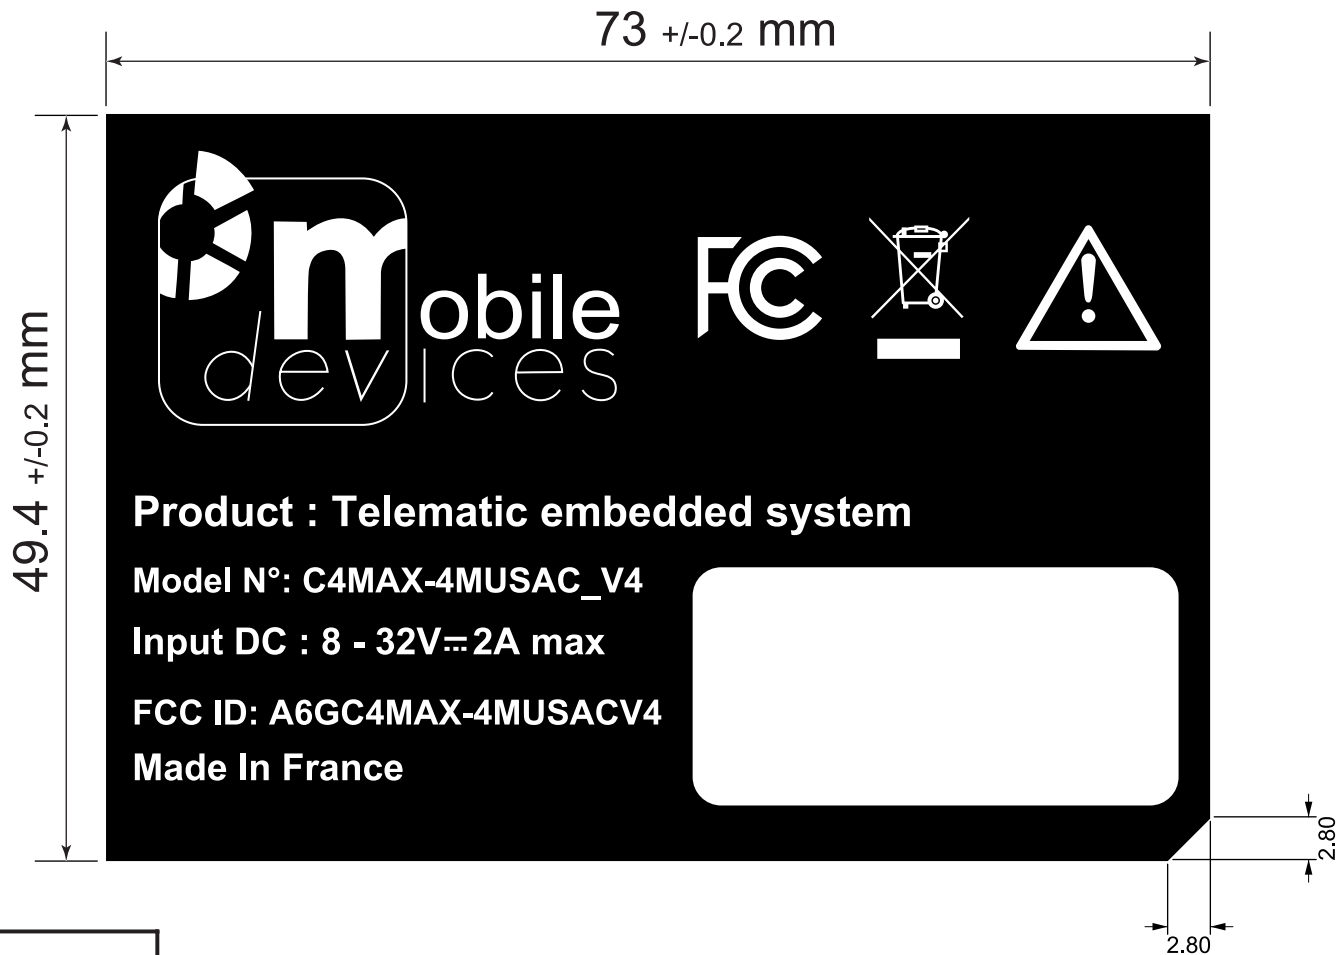 73 +/-0.2 mm
49.4 +/-0.2 mm
mobile
devices
FC
Product : Telematic embedded system
Model N°: C4MAX-4MUSAC_V4
Input DC : 8 - 32V⎓2A max
FCC ID: A6GC4MAX-4MUSACV4
Made In France
2.80
2.80